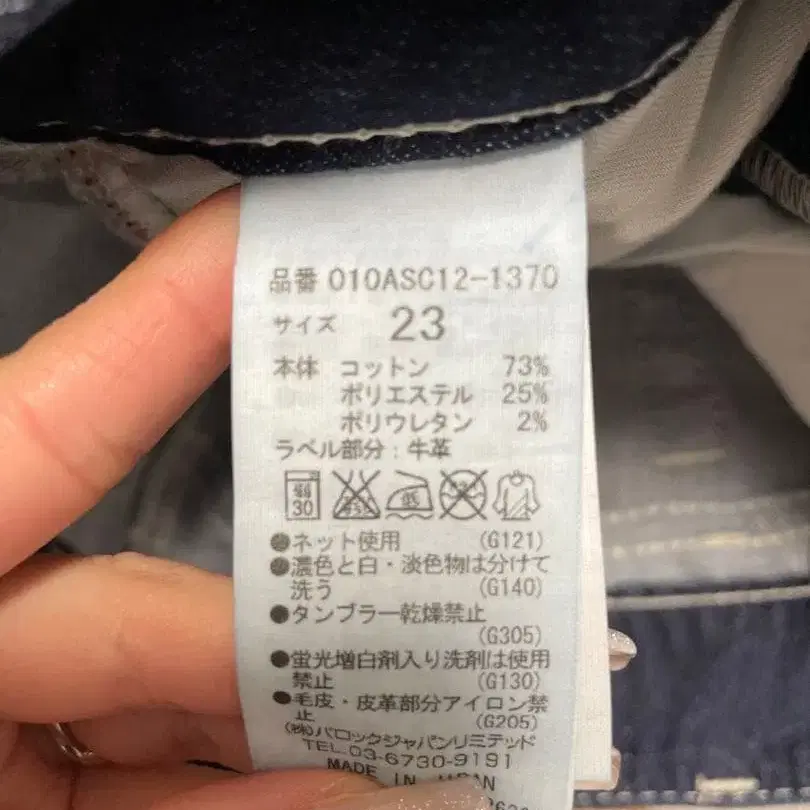 品番 010ASC12-1370
サイズ 23
本体 コットン 73%
ポリエステル 25%
ポリウレタン 2%
ラベル部分:牛革
弱
30
●ネット使用 (G121)
●濃色と白・淡色物は分けて
洗う (G140)
●タンブラー乾燥禁止
(G305)
●蛍光増白剤入り洗剤は使用
禁止 (G130)
●毛皮・皮革部分アイロン禁
止 (G205)
(株)バロックジャパンリミテッド
TEL.03-6730-9191
MADE IN JAPAN